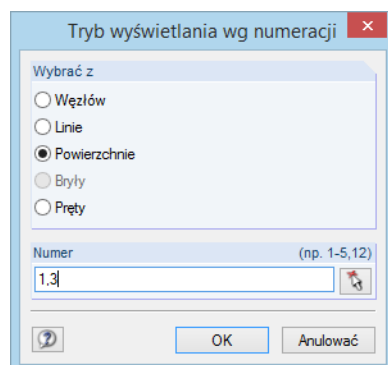 Tryb wyświetlania wg numeracji
Wybrać z
Węzłów
Linie
Powierzchnie
Bryły
Pręty
Numer (np. 1-5,12)
1,3
OK Anulować